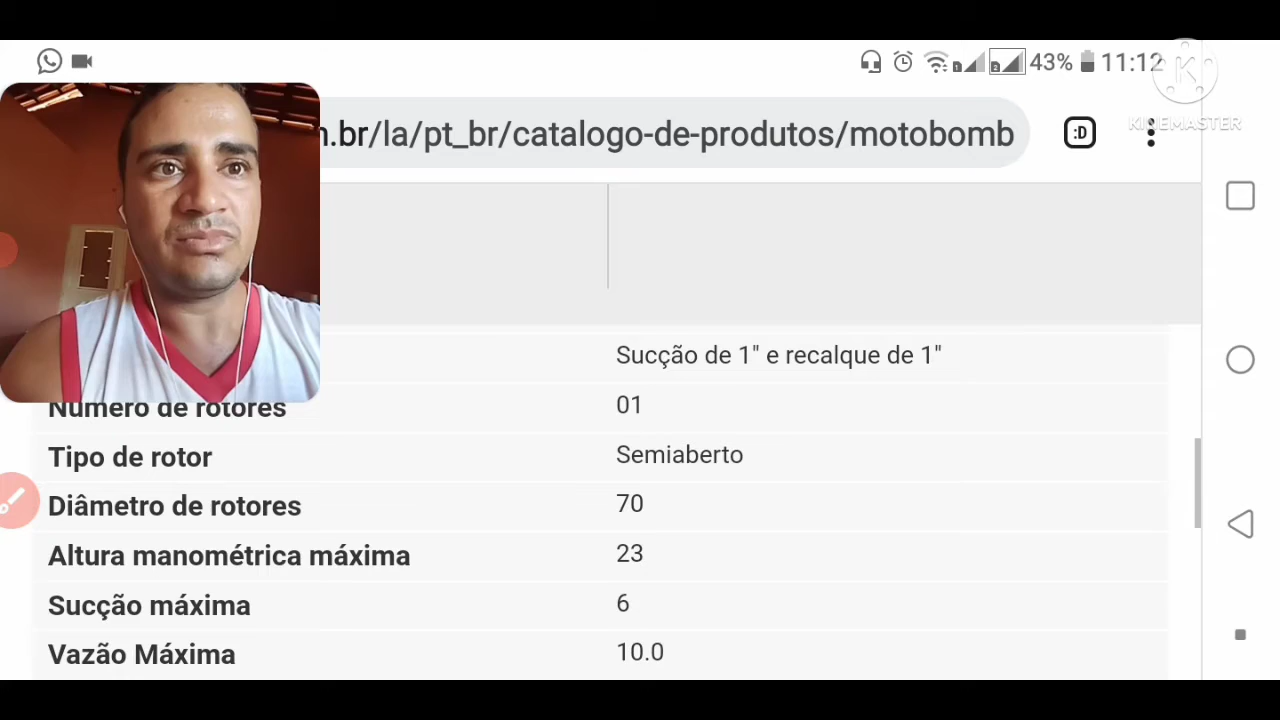 43% 11:12
n.br/la/pt_br/catalogo-de-produtos/motobomb
:D
KINEMASTER
Sucção de 1" e recalque de 1"
Número de rotores 01
Tipo de rotor Semiaberto
Diâmetro de rotores 70
Altura manométrica máxima 23
Sucção máxima 6
Vazão Máxima 10.0